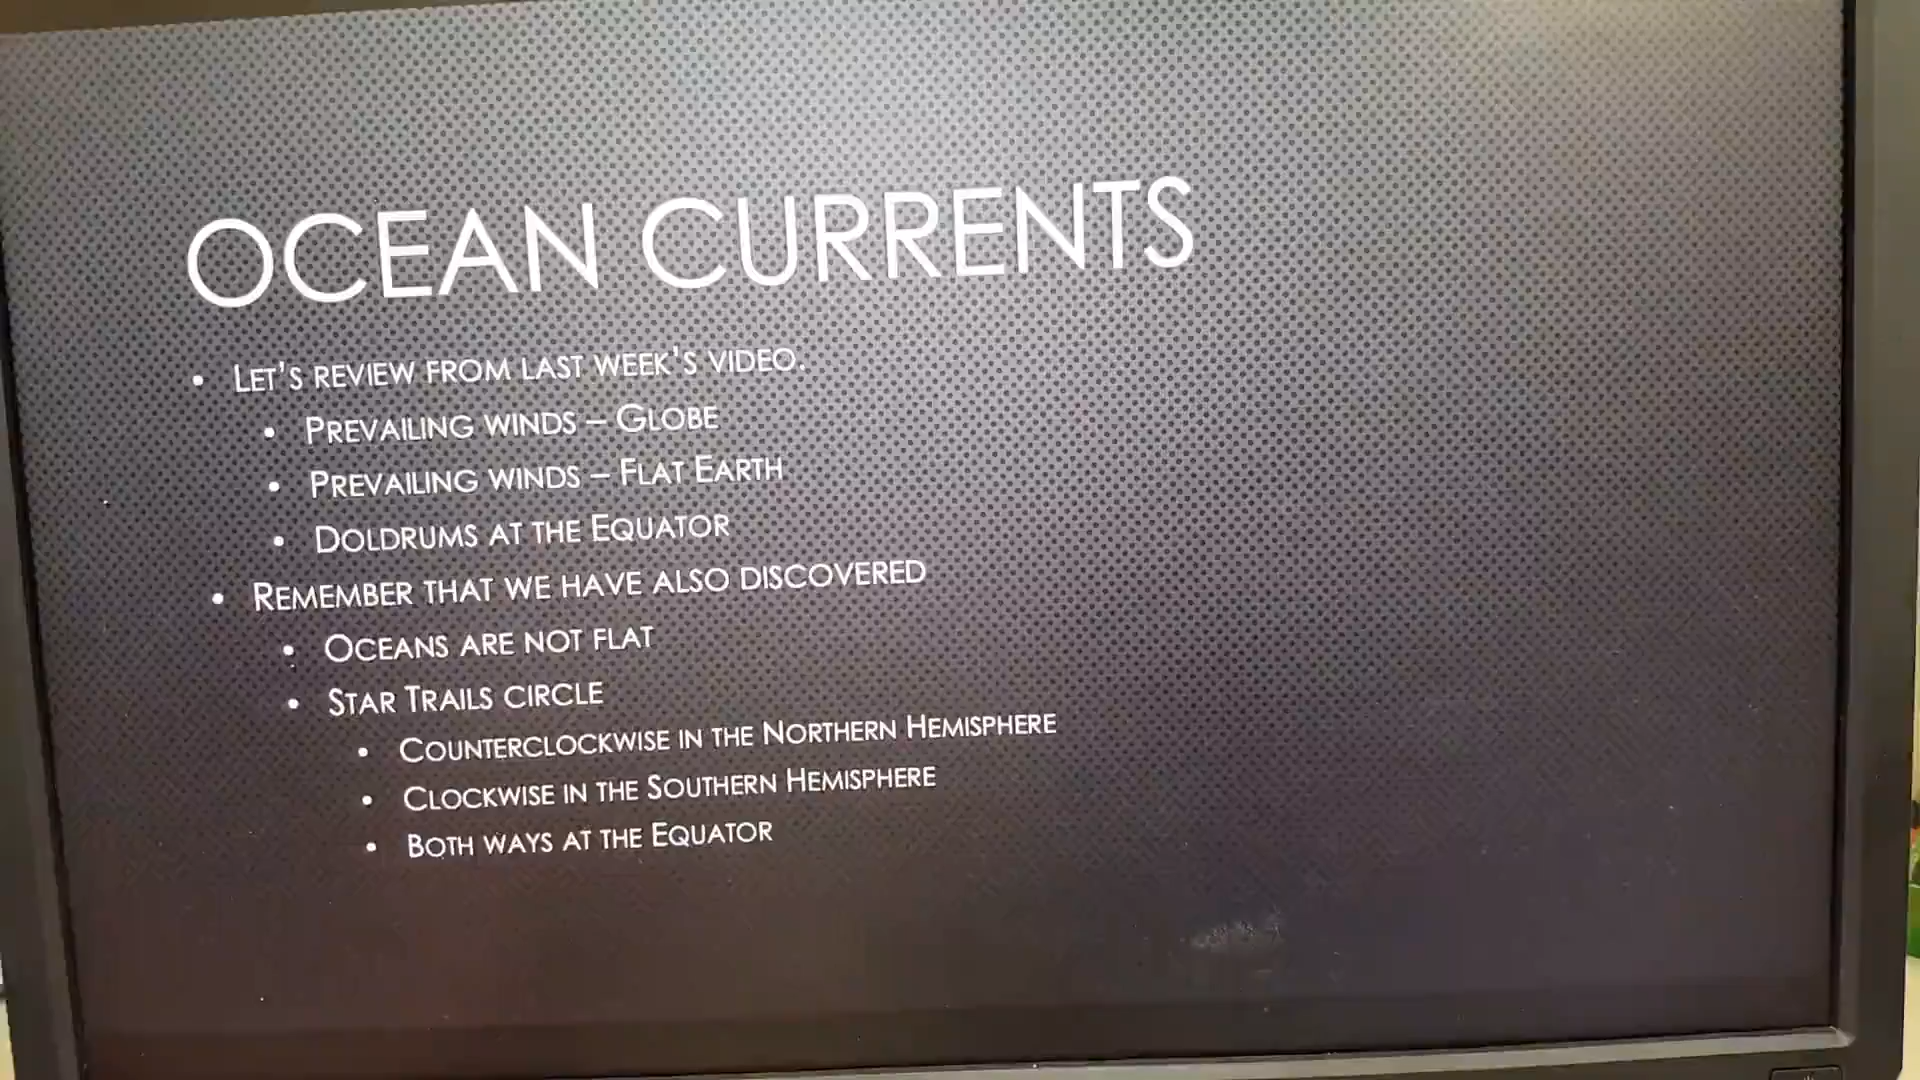 OCEAN CURRENTS
• LET'S REVIEW FROM LAST WEEK'S VIDEO.
• PREVAILING WINDS – GLOBE
• PREVAILING WINDS – FLAT EARTH
• DOLDRUMS AT THE EQUATOR
• REMEMBER THAT WE HAVE ALSO DISCOVERED
• OCEANS ARE NOT FLAT
• STAR TRAILS CIRCLE
• COUNTERCLOCKWISE IN THE NORTHERN HEMISPHERE
• CLOCKWISE IN THE SOUTHERN HEMISPHERE
• BOTH WAYS AT THE EQUATOR